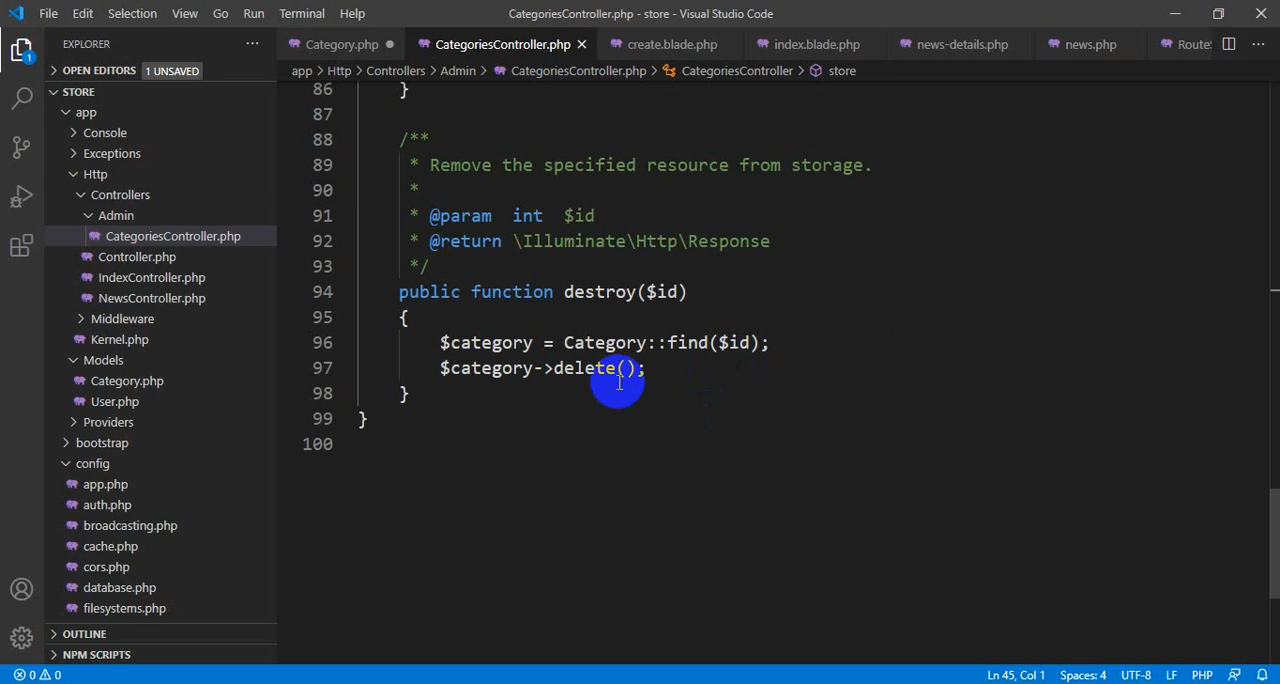 File Edit Selection View Go Run Terminal Help
CategoriesController.php - store - Visual Studio Code
EXPLORER
Category.php
CategoriesController.php
create.blade.php
index.blade.php
news-details.php
news.php
Route
OPEN EDITORS 1 UNSAVED
app > Http > Controllers > Admin > CategoriesController.php > CategoriesController > store
STORE
app
Console
Exceptions
Http
Controllers
Admin
CategoriesController.php
Controller.php
IndexController.php
NewsController.php
Middleware
Kernel.php
Models
Category.php
User.php
Providers
bootstrap
config
app.php
auth.php
broadcasting.php
cache.php
cors.php
database.php
filesystems.php
OUTLINE
NPM SCRIPTS
1
86 }
87
88 /**
89 * Remove the specified resource from storage.
90 *
91 * @param int $id
92 * @return \Illuminate\Http\Response
93 */
94 public function destroy($id)
95 {
96 $category = Category::find($id);
97 $category->delete();
98 }
99 }
100
0 0
Ln 45, Col 1 Spaces: 4 UTF-8 LF PHP